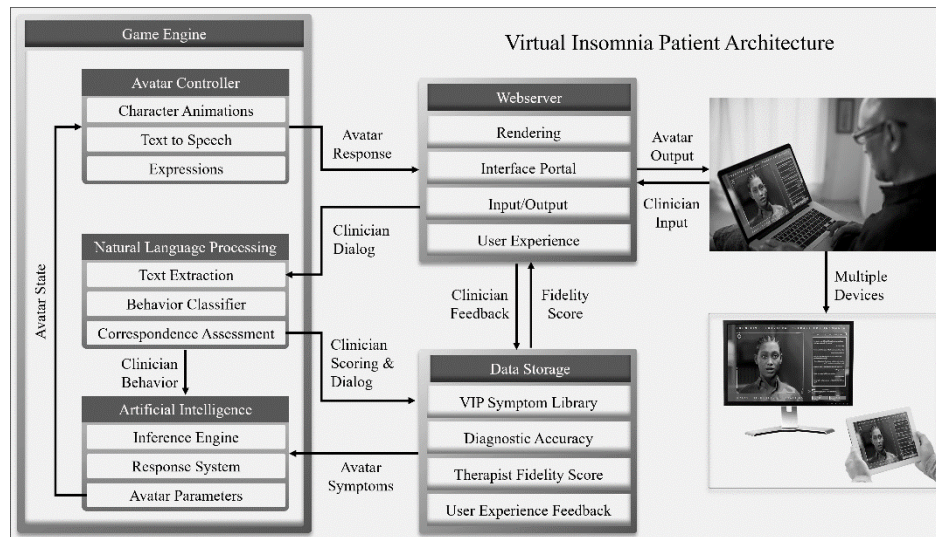 Game Engine
Virtual Insomnia Patient Architecture
Avatar Controller
Character Animations
Text to Speech
Expressions
Avatar
Response
Webserver
Rendering
Interface Portal
Input/Output
User Experience
Avatar
Output
Clinician
Input
Clinician
Dialog
Natural Language Processing
Text Extraction
Behavior Classifier
Correspondence Assessment
Avatar State
Clinician
Feedback
Fidelity
Score
Multiple
Devices
Clinician
Behavior
Clinician
Scoring &
Dialog
Data Storage
VIP Symptom Library
Diagnostic Accuracy
Therapist Fidelity Score
User Experience Feedback
Artificial Intelligence
Inference Engine
Response System
Avatar Parameters
Avatar
Symptoms